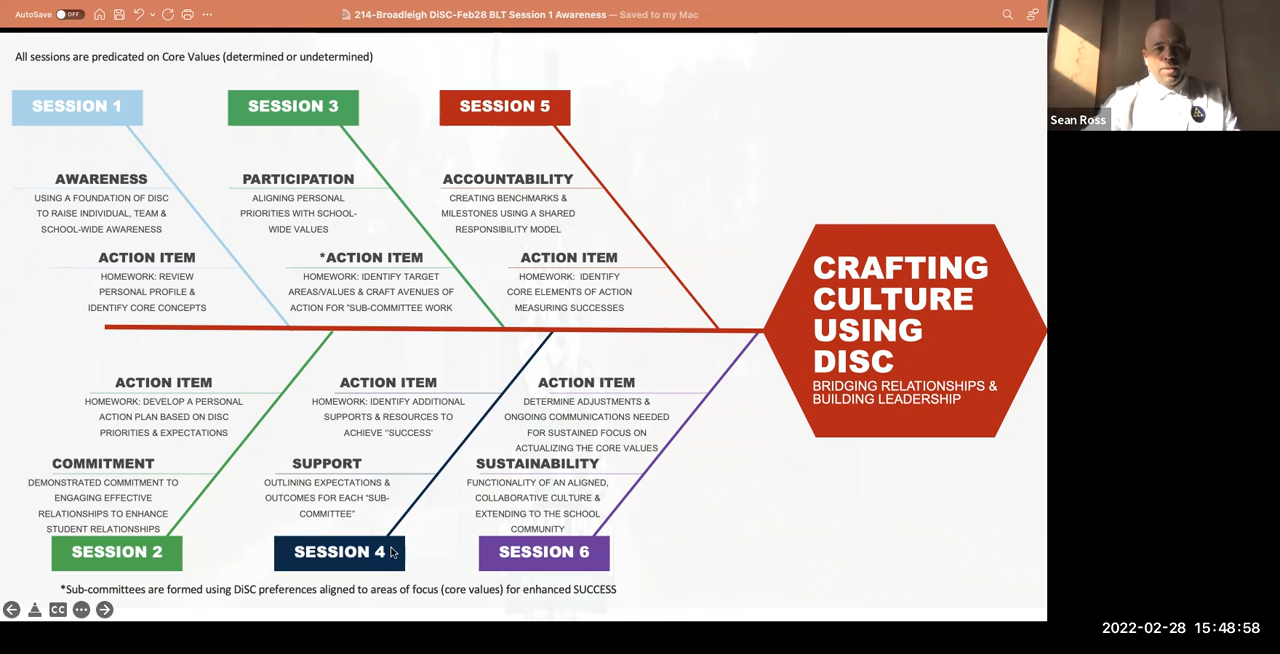 AutoSave OFF
214-Broadleigh DiSC-Feb28 BLT Session 1 Awareness — Saved to my Mac
All sessions are predicated on Core Values (determined or undetermined)
SESSION 1
AWARENESS
USING A FOUNDATION OF DISC
TO RAISE INDIVIDUAL, TEAM &
SCHOOL-WIDE AWARENESS
ACTION ITEM
HOMEWORK: REVIEW
PERSONAL PROFILE &
IDENTIFY CORE CONCEPTS
SESSION 3
PARTICIPATION
ALIGNING PERSONAL
PRIORITIES WITH SCHOOL-
WIDE VALUES
*ACTION ITEM
HOMEWORK: IDENTIFY TARGET
AREAS/VALUES & CRAFT AVENUES OF
ACTION FOR "SUB-COMMITTEE WORK
SESSION 5
ACCOUNTABILITY
CREATING BENCHMARKS &
MILESTONES USING A SHARED
RESPONSIBILITY MODEL
ACTION ITEM
HOMEWORK: IDENTIFY
CORE ELEMENTS OF ACTION
MEASURING SUCCESSES
CRAFTING
CULTURE
USING
DISC
BRIDGING RELATIONSHIPS &
BUILDING LEADERSHIP
ACTION ITEM
HOMEWORK: DEVELOP A PERSONAL
ACTION PLAN BASED ON DISC
PRIORITIES & EXPECTATIONS
COMMITMENT
DEMONSTRATED COMMITMENT TO
ENGAGING EFFECTIVE
RELATIONSHIPS TO ENHANCE
STUDENT RELATIONSHIPS
SESSION 2
ACTION ITEM
HOMEWORK: IDENTIFY ADDITIONAL
SUPPORTS & RESOURCES TO
ACHIEVE "SUCCESS'
SUPPORT
OUTLINING EXPECTATIONS &
OUTCOMES FOR EACH "SUB-
COMMITTEE"
SESSION 4
ACTION ITEM
DETERMINE ADJUSTMENTS &
ONGOING COMMUNICATIONS NEEDED
FOR SUSTAINED FOCUS ON
ACTUALIZING THE CORE VALUES
SUSTAINABILITY
FUNCTIONALITY OF AN ALIGNED,
COLLABORATIVE CULTURE &
EXTENDING TO THE SCHOOL
COMMUNITY
SESSION 6
*Sub-committees are formed using DiSC preferences aligned to areas of focus (core values) for enhanced SUCCESS
CC
Sean Ross
2022-02-28 15:48:58